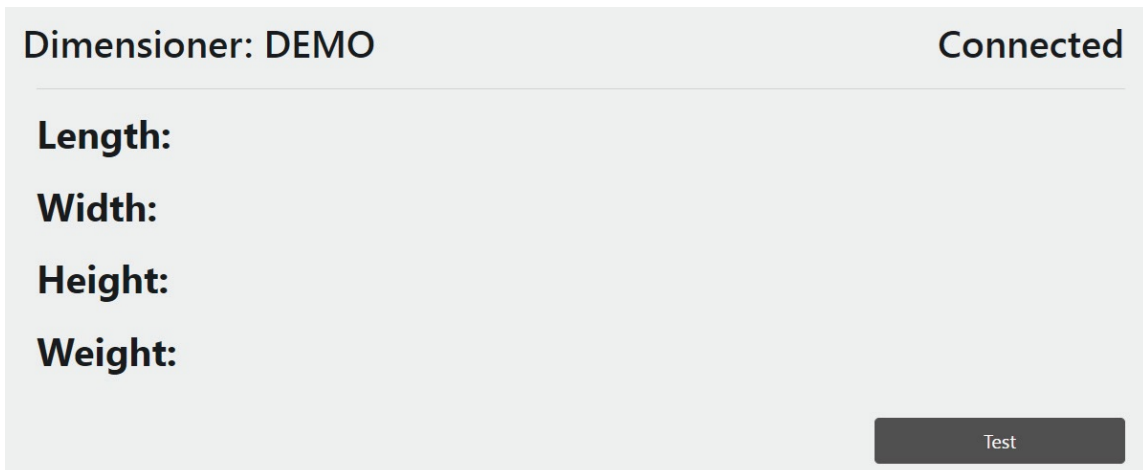 Dimensioner: DEMO Connected
Length:
Width:
Height:
Weight:
Test